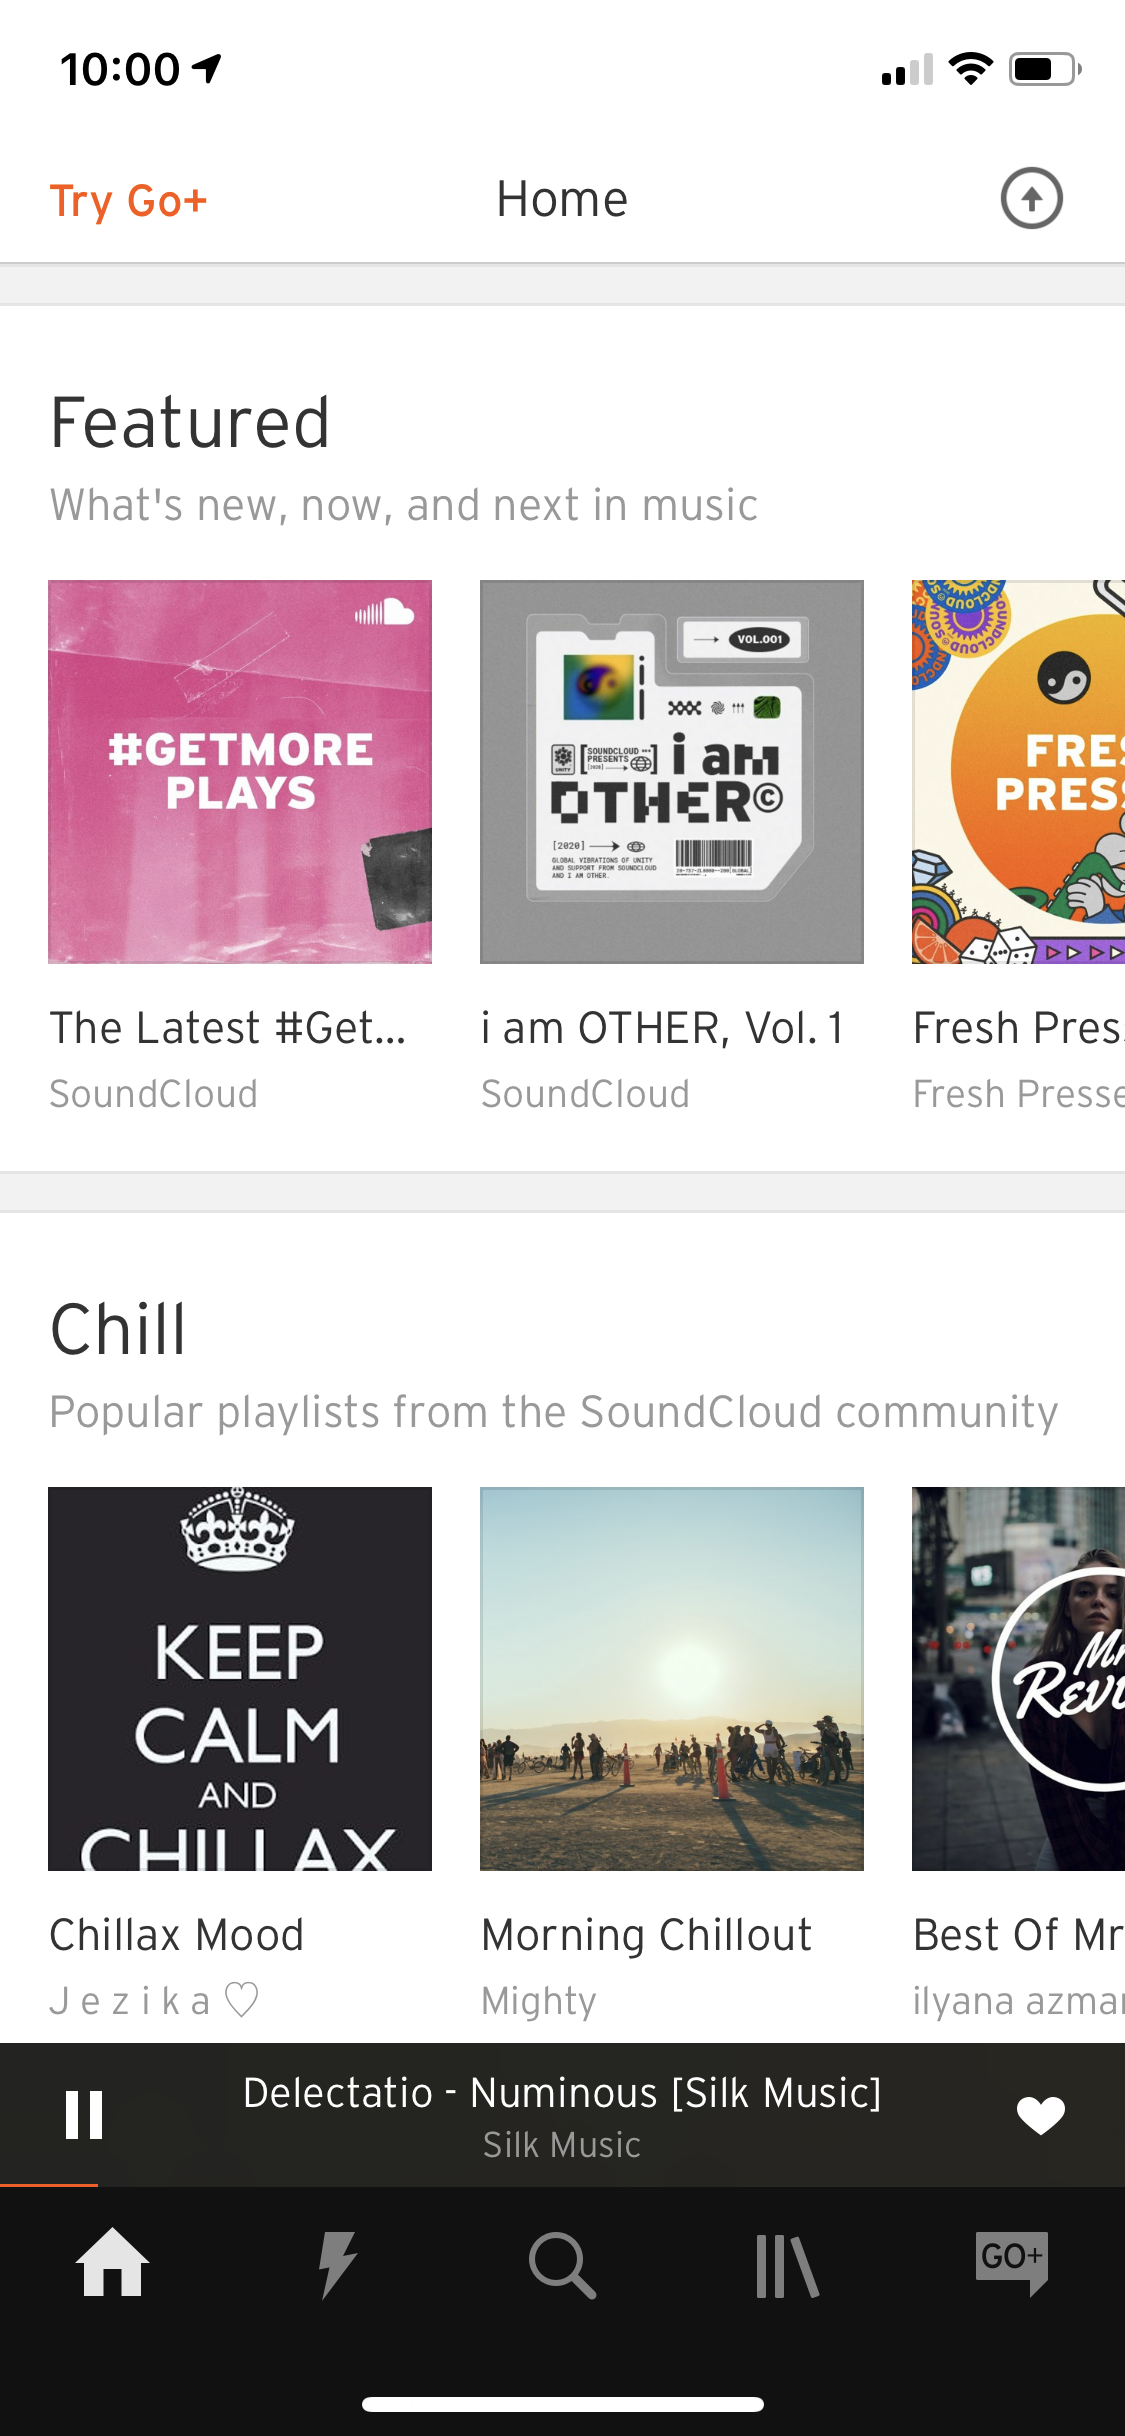 10:00
Try Go+
Home
Featured
What's new, now, and next in music
#GETMORE
PLAYS
VOL.001
SOUNDCLOUD
PRESENTS
[2020]
UNITY
i am
OTHER©
[2020]
GLOBAL VIBRATIONS OF UNITY
AND SUPPORT FROM SOUNDCLOUD
AND I AM OTHER.
FRES
PRESS
The Latest #Get...
SoundCloud
i am OTHER, Vol. 1
SoundCloud
Fresh Pres
Fresh Presse
Chill
Popular playlists from the SoundCloud community
KEEP
CALM
AND
CHILLAX
Mr
Revi
Chillax Mood
J e z i k a ♡
Morning Chillout
Mighty
Best Of Mr
ilyana azma
Delectatio - Numinous [Silk Music]
Silk Music
GO+